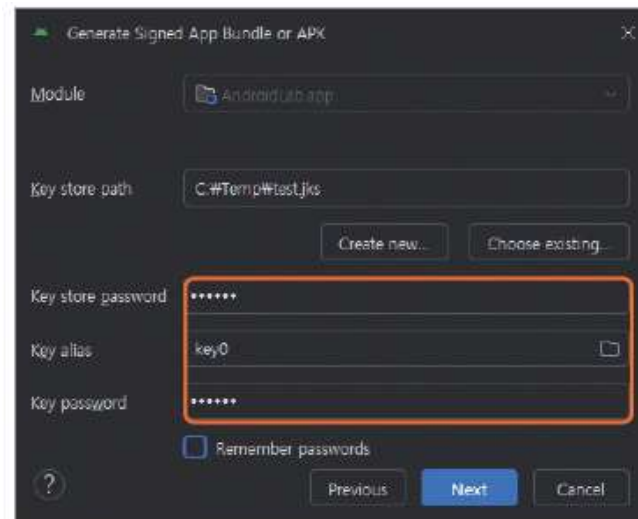 Generate Signed App Bundle or APK
Module
AndroidLab.app
Key store path
C:₩Temp₩test.jks
Create new...
Choose existing...
Key store password
••••••
Key alias
key0
Key password
••••••
Remember passwords
?
Previous
Next
Cancel